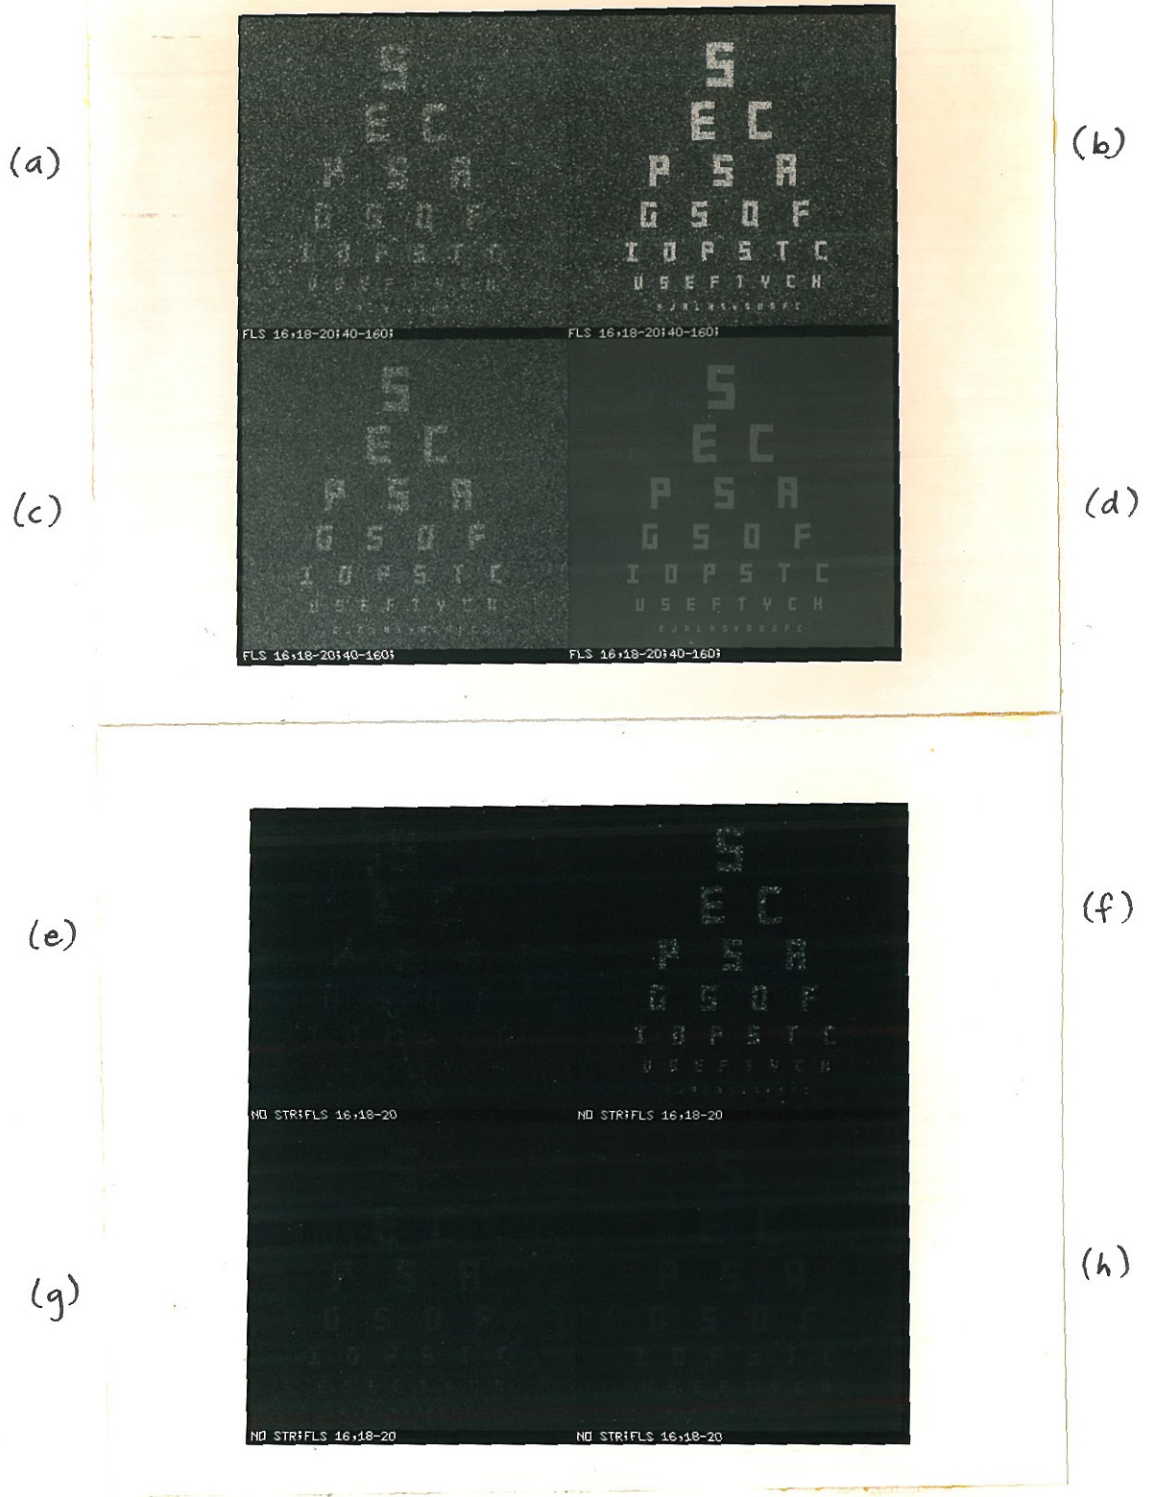 (a)
S
E C
P S A
G S O F
I O P S T C
U S E F T Y C H
FLS 16,18-20;40-160;
(b)
S
E C
P S A
G S O F
I O P S T C
U S E F T Y C H
FLS 16,18-20;40-160;
(c)
S
E C
P S A
G S O F
I O P S T C
U S E F T Y C H
FLS 16,18-20;40-160;
(d)
S
E C
P S A
G S O F
I O P S T C
U S E F T Y C H
FLS 16,18-20;40-160;
(e)
NO STR;FLS 16,18-20
(f)
S
E C
P S A
G S O F
I O P S T C
U S E F T Y C H
NO STR;FLS 16,18-20
(g)
E C
P S A
G S O F
I O P S T C
NO STR;FLS 16,18-20
(h)
E C
P S A
G S O F
I O P S T C
NO STR;FLS 16,18-20